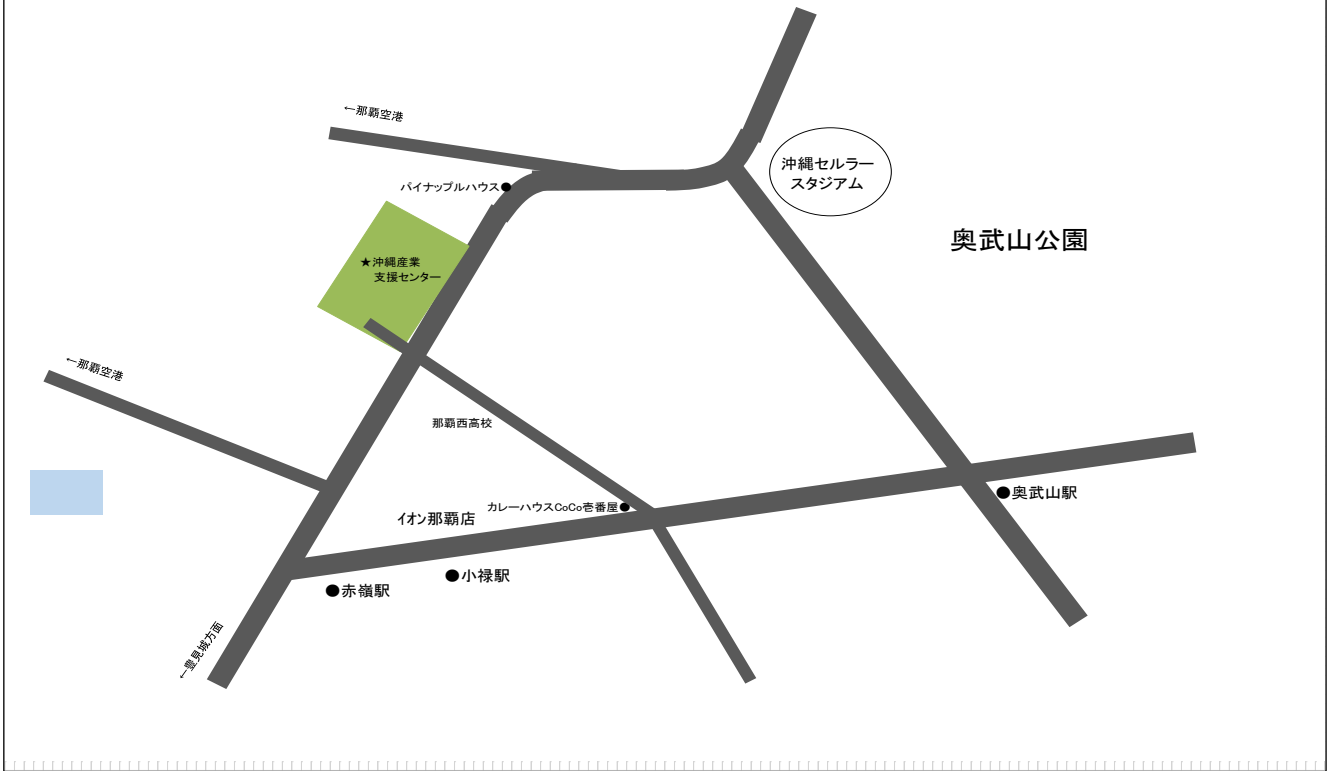 ←那覇空港
沖縄セルラー
スタジアム
パイナップルハウス
奥武山公園
★沖縄産業
支援センター
←那覇空港
那覇西高校
奥武山駅
カレーハウスCoCo壱番屋
イオン那覇店
小禄駅
赤嶺駅
←豊見城方面